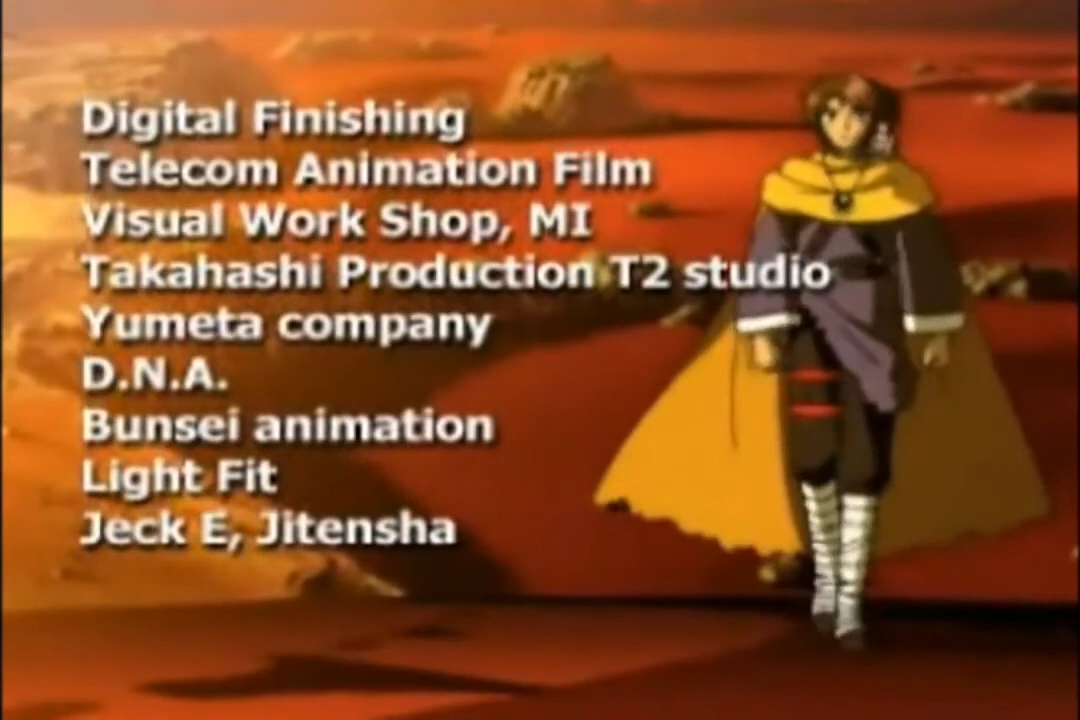 Digital Finishing
Telecom Animation Film
Visual Work Shop, MI
Takahashi Production T2 studio
Yumeta company
D.N.A.
Bunsei animation
Light Fit
Jeck E, Jitensha